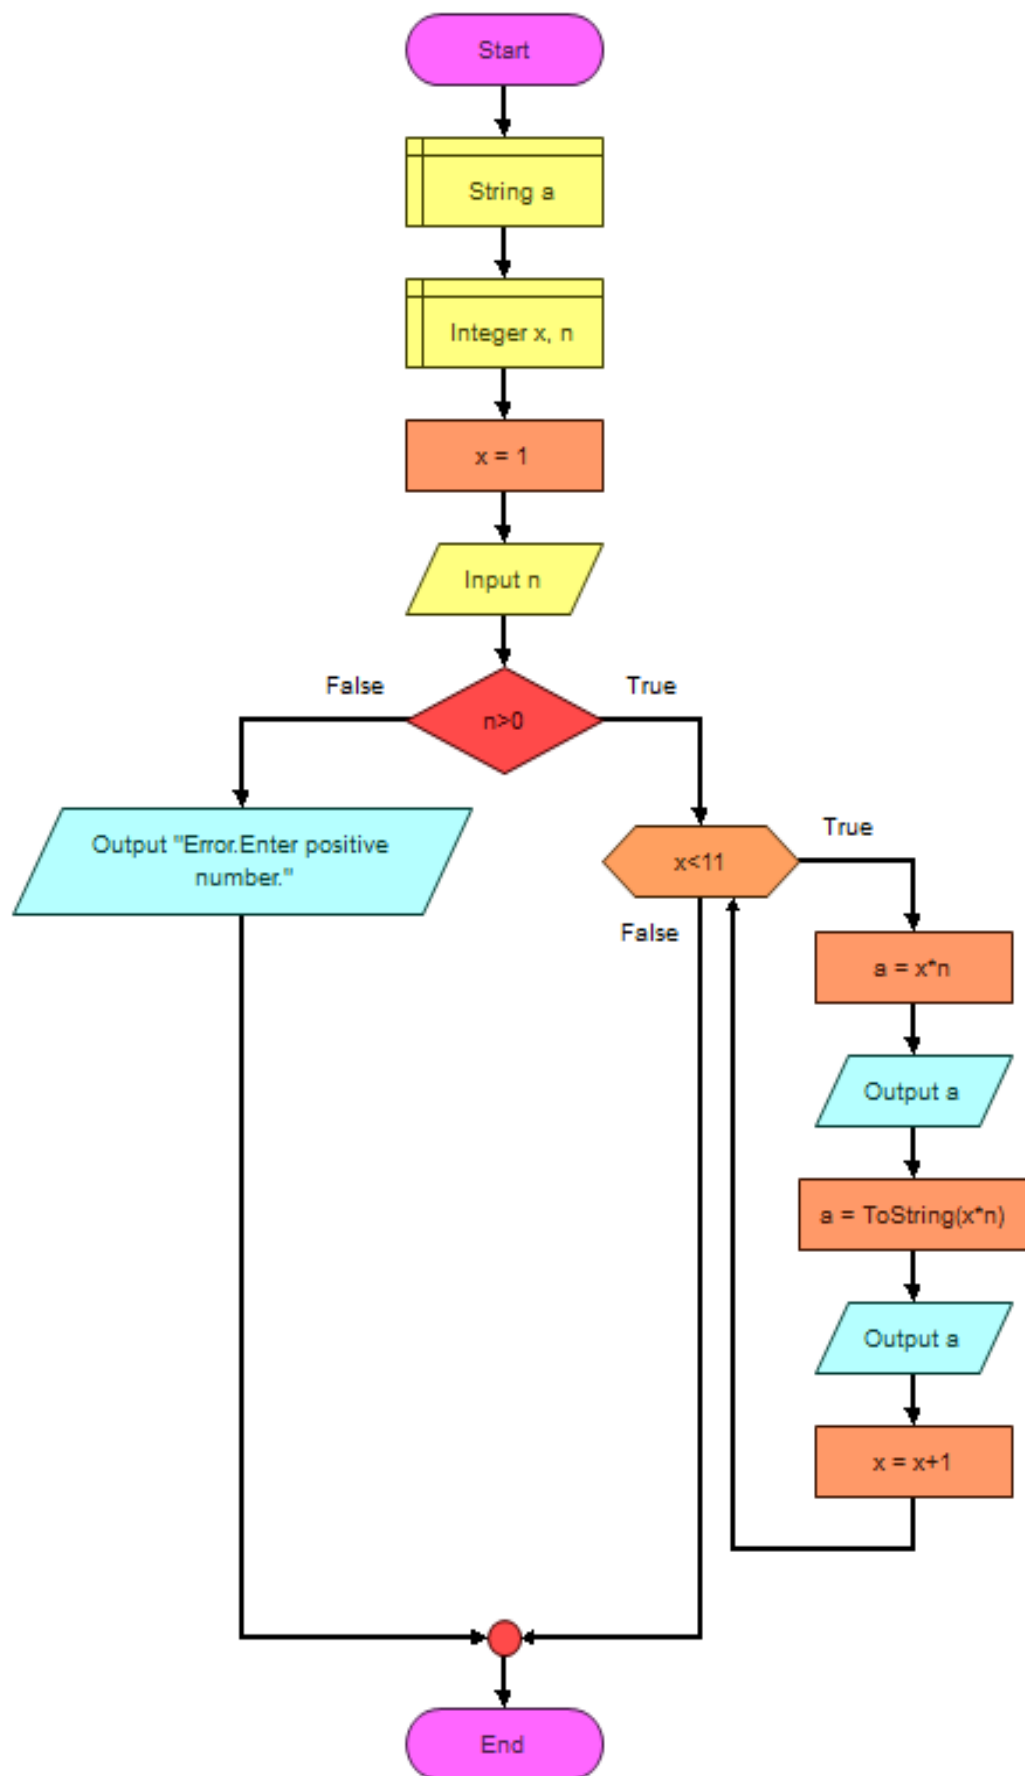 Start
String a
Integer x, n
x = 1
Input n
False
True
n>0
Output "Error.Enter positive
number."
x<11
True
False
a = x*n
Output a
a = ToString(x*n)
Output a
x = x+1
End